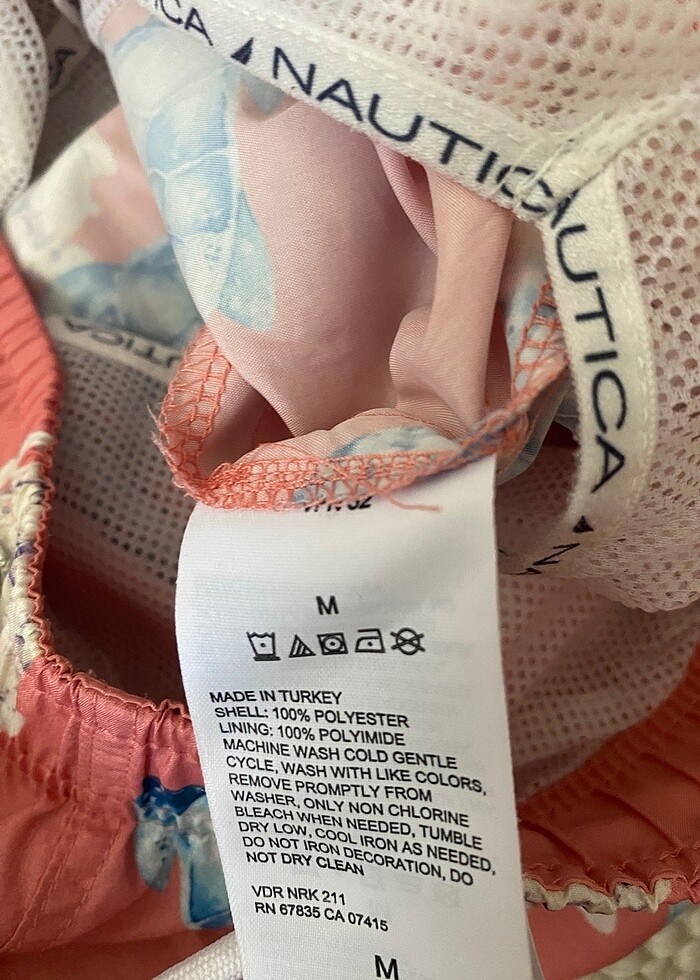 CA NAUTICA
NAUTICA
UTICA
M
MADE IN TURKEY
SHELL: 100% POLYESTER
LINING: 100% POLYIMIDE
MACHINE WASH COLD GENTLE
CYCLE, WASH WITH LIKE COLORS,
REMOVE PROMPTLY FROM
WASHER, ONLY NON CHLORINE
BLEACH WHEN NEEDED, TUMBLE
DRY LOW, COOL IRON AS NEEDED,
DO NOT IRON DECORATION, DO
NOT DRY CLEAN
VDR NRK 211
RN 67835 CA 07415
M